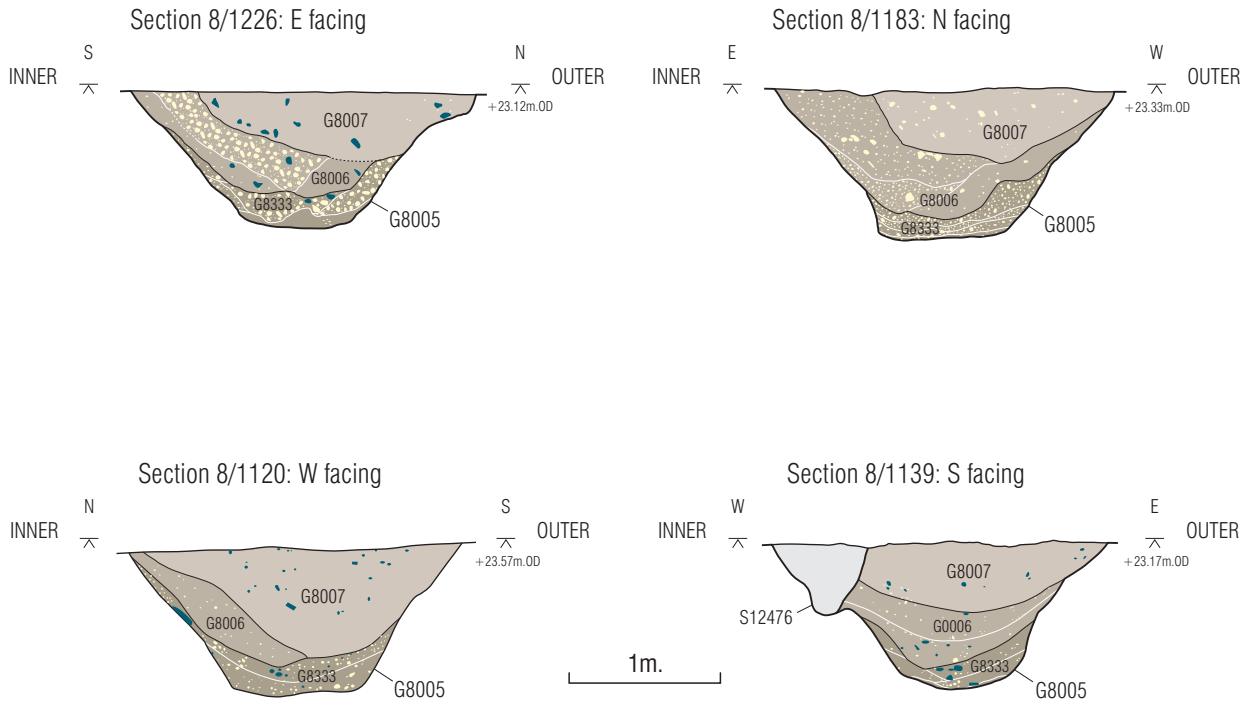 Section 8/1226: E facing
S
N
INNER
OUTER
+23.12m.OD
G8007
G8006
G8333
G8005
Section 8/1183: N facing
E
W
INNER
OUTER
+23.33m.OD
G8007
G8006
G8333
G8005
Section 8/1120: W facing
N
S
INNER
OUTER
+23.57m.OD
G8007
G8006
G8333
G8005
1m.
Section 8/1139: S facing
W
E
INNER
OUTER
+23.17m.OD
G8007
S12476
G0006
G8333
G8005